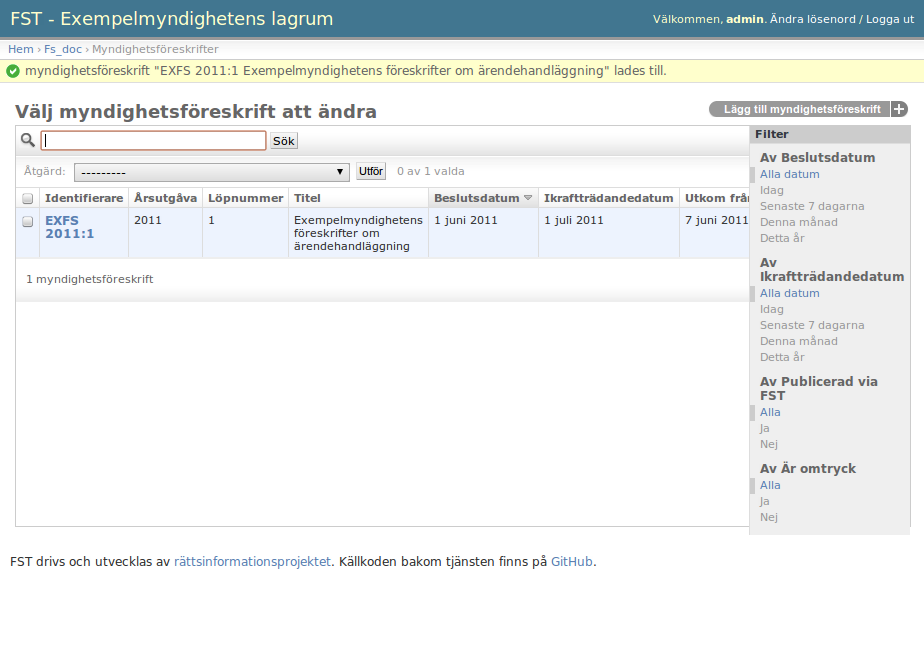 FST - Exempelmyndighetens lagrum
Välkommen, admin. Ändra lösenord / Logga ut
Hem › Fs_doc › Myndighetsföreskrifter
myndighetsföreskrift "EXFS 2011:1 Exempelmyndighetens föreskrifter om ärendehandläggning" lades till.
Välj myndighetsföreskrift att ändra
Lägg till myndighetsföreskrift +
Sök
Åtgärd: --------- Utför 0 av 1 valda
Identifierare Årsutgåva Löpnummer Titel Beslutsdatum Ikraftträdandedatum Utkom från
EXFS 2011 1 Exempelmyndighetens 1 juni 2011 1 juli 2011 7 juni 2011
2011:1 föreskrifter om
ärendehandläggning
1 myndighetsföreskrift
Filter
Av Beslutsdatum
Alla datum
Idag
Senaste 7 dagarna
Denna månad
Detta år
Av
Ikraftträdandedatum
Alla datum
Idag
Senaste 7 dagarna
Denna månad
Detta år
Av Publicerad via
FST
Alla
Ja
Nej
Av Är omtryck
Alla
Ja
Nej
FST drivs och utvecklas av rättsinformationsprojektet. Källkoden bakom tjänsten finns på GitHub.